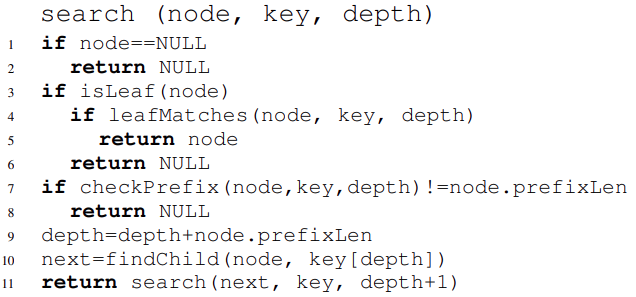 search (node, key, depth)
1 if node==NULL
2 return NULL
3 if isLeaf(node)
4 if leafMatches(node, key, depth)
5 return node
6 return NULL
7 if checkPrefix(node,key,depth)!=node.prefixLen
8 return NULL
9 depth=depth+node.prefixLen
10 next=findChild(node, key[depth])
11 return search(next, key, depth+1)